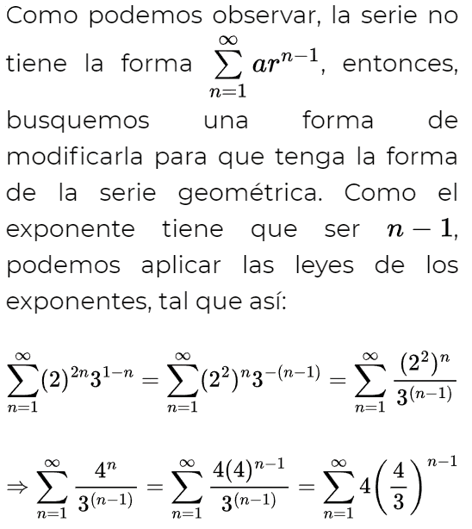 Como podemos observar, la serie no
tiene la forma $\sum_{n=1}^{\infty} ar^{n-1}$, entonces,
busquemos una forma de
modificarla para que tenga la forma
de la serie geométrica. Como el
exponente tiene que ser $n-1$,
podemos aplicar las leyes de los
exponentes, tal que así:
$\sum_{n=1}^{\infty} (2)^{2n} 3^{1-n} = \sum_{n=1}^{\infty} (2^2)^n 3^{-(n-1)} = \sum_{n=1}^{\infty} \frac{(2^2)^n}{3^{(n-1)}}$
$\Rightarrow \sum_{n=1}^{\infty} \frac{4^n}{3^{(n-1)}} = \sum_{n=1}^{\infty} \frac{4(4)^{n-1}}{3^{(n-1)}} = \sum_{n=1}^{\infty} 4\left(\frac{4}{3}\right)^{n-1}$